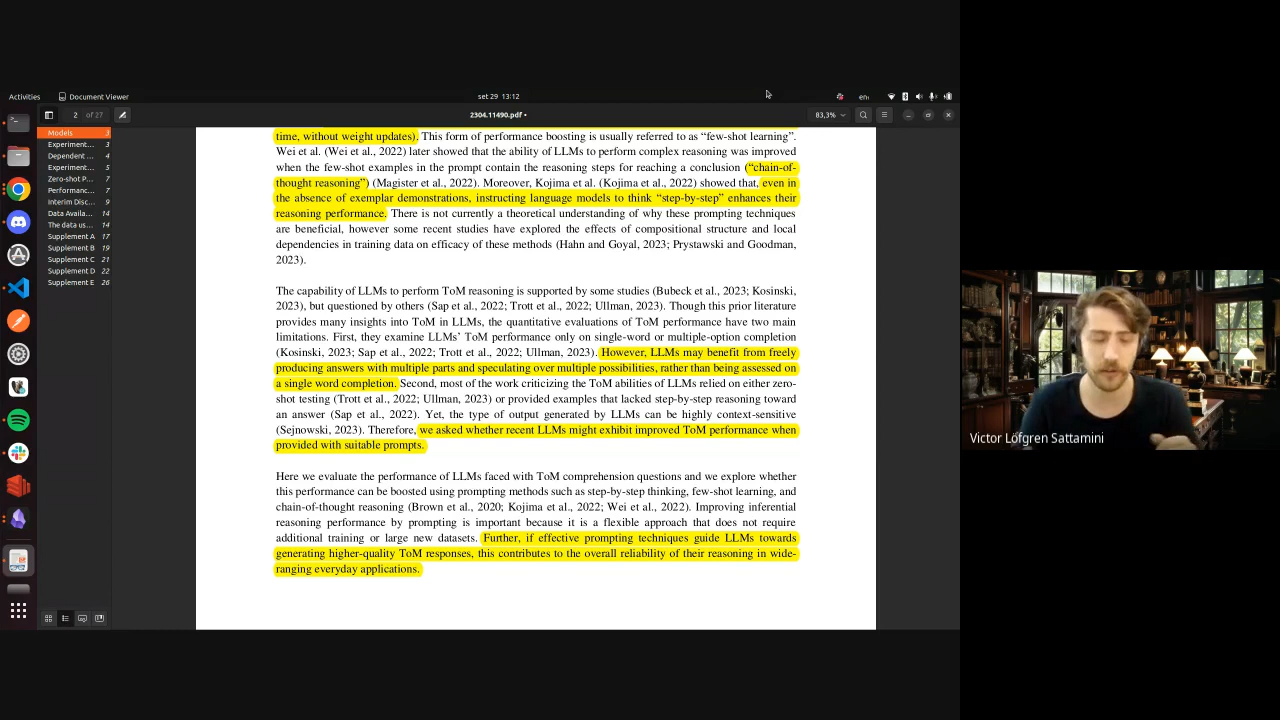 Activities
Document Viewer
set 29 13:12
en₁
2 of 27
2304.11490.pdf •
83,3%
Models 3
Experiment... 3
Dependent ... 4
Experiment... 5
Zero-shot P... 7
Performanc... 7
Interim Disc... 9
Data Availa... 14
The data us... 14
Supplement A 17
Supplement B 19
Supplement C 21
Supplement D 22
Supplement E 26
time, without weight updates). This form of performance boosting is usually referred to as “few-shot learning”.
Wei et al. (Wei et al., 2022) later showed that the ability of LLMs to perform complex reasoning was improved
when the few-shot examples in the prompt contain the reasoning steps for reaching a conclusion (“chain-of-
thought reasoning”) (Magister et al., 2022). Moreover, Kojima et al. (Kojima et al., 2022) showed that, even in
the absence of exemplar demonstrations, instructing language models to think “step-by-step” enhances their
reasoning performance. There is not currently a theoretical understanding of why these prompting techniques
are beneficial, however some recent studies have explored the effects of compositional structure and local
dependencies in training data on efficacy of these methods (Hahn and Goyal, 2023; Prystawski and Goodman,
2023).
The capability of LLMs to perform ToM reasoning is supported by some studies (Bubeck et al., 2023; Kosinski,
2023), but questioned by others (Sap et al., 2022; Trott et al., 2022; Ullman, 2023). Though this prior literature
provides many insights into ToM in LLMs, the quantitative evaluations of ToM performance have two main
limitations. First, they examine LLMs’ ToM performance only on single-word or multiple-option completion
(Kosinski, 2023; Sap et al., 2022; Trott et al., 2022; Ullman, 2023). However, LLMs may benefit from freely
producing answers with multiple parts and speculating over multiple possibilities, rather than being assessed on
a single word completion. Second, most of the work criticizing the ToM abilities of LLMs relied on either zero-
shot testing (Trott et al., 2022; Ullman, 2023) or provided examples that lacked step-by-step reasoning toward
an answer (Sap et al., 2022). Yet, the type of output generated by LLMs can be highly context-sensitive
(Sejnowski, 2023). Therefore, we asked whether recent LLMs might exhibit improved ToM performance when
provided with suitable prompts.
Here we evaluate the performance of LLMs faced with ToM comprehension questions and we explore whether
this performance can be boosted using prompting methods such as step-by-step thinking, few-shot learning, and
chain-of-thought reasoning (Brown et al., 2020; Kojima et al., 2022; Wei et al., 2022). Improving inferential
reasoning performance by prompting is important because it is a flexible approach that does not require
additional training or large new datasets. Further, if effective prompting techniques guide LLMs towards
generating higher-quality ToM responses, this contributes to the overall reliability of their reasoning in wide-
ranging everyday applications.
Victor Löfgren Sattamini